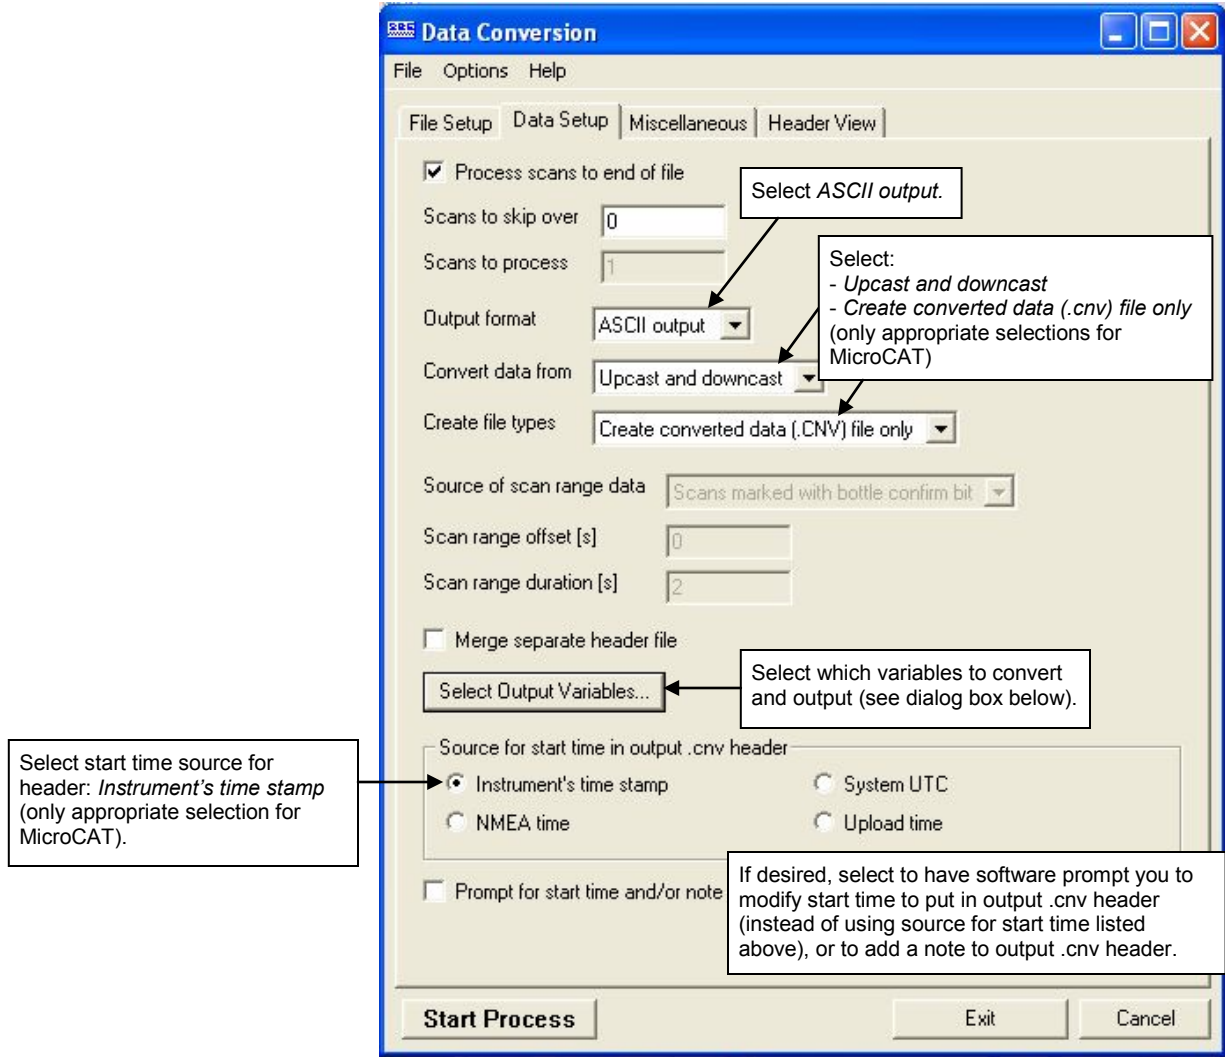 Data Conversion
File Options Help
File Setup Data Setup Miscellaneous Header View
Process scans to end of file
Select ASCII output.
Scans to skip over 0
Scans to process 1
Select:
- Upcast and downcast
- Create converted data (.cnv) file only
(only appropriate selections for
MicroCAT)
Output format ASCII output
Convert data from Upcast and downcast
Create file types Create converted data (.CNV) file only
Source of scan range data Scans marked with bottle confirm bit
Scan range offset [s] 0
Scan range duration [s] 2
Merge separate header file
Select Output Variables...
Select which variables to convert
and output (see dialog box below).
Source for start time in output .cnv header
Select start time source for
header: Instrument's time stamp
(only appropriate selection for
MicroCAT).
Instrument's time stamp System UTC
NMEA time Upload time
Prompt for start time and/or note
If desired, select to have software prompt you to
modify start time to put in output .cnv header
(instead of using source for start time listed
above), or to add a note to output .cnv header.
Start Process Exit Cancel